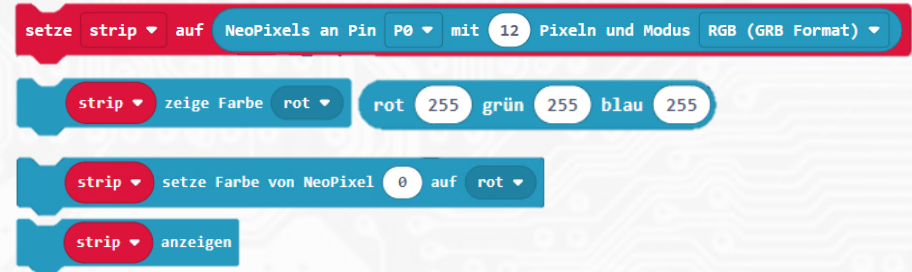 setze strip auf NeoPixels an Pin P0 mit 12 Pixeln und Modus RGB (GRB Format)
strip zeige Farbe rot rot 255 grün 255 blau 255
strip setze Farbe von NeoPixel 0 auf rot
strip anzeigen